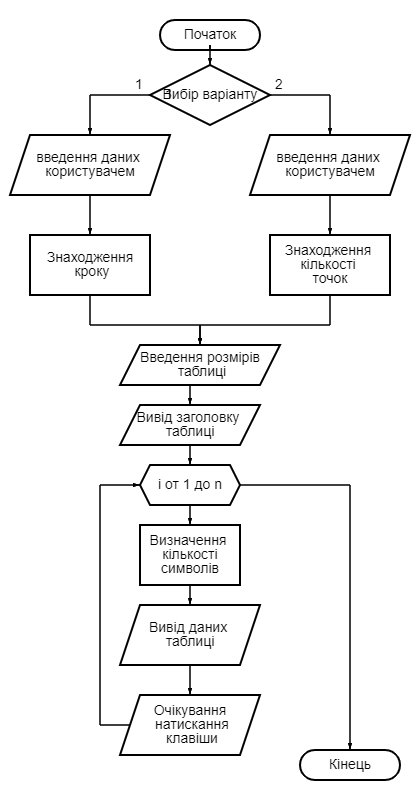 Початок
1
Вибір варіанту
2
введення даних
користувачем
введення даних
користувачем
Знаходження
кроку
Знаходження
кількості
точок
Введення розмірів
таблиці
Вивід заголовку
таблиці
i от 1 до n
Визначення
кількості
символів
Вивід даних
таблиці
Очікування
натискання
клавіши
Кінець